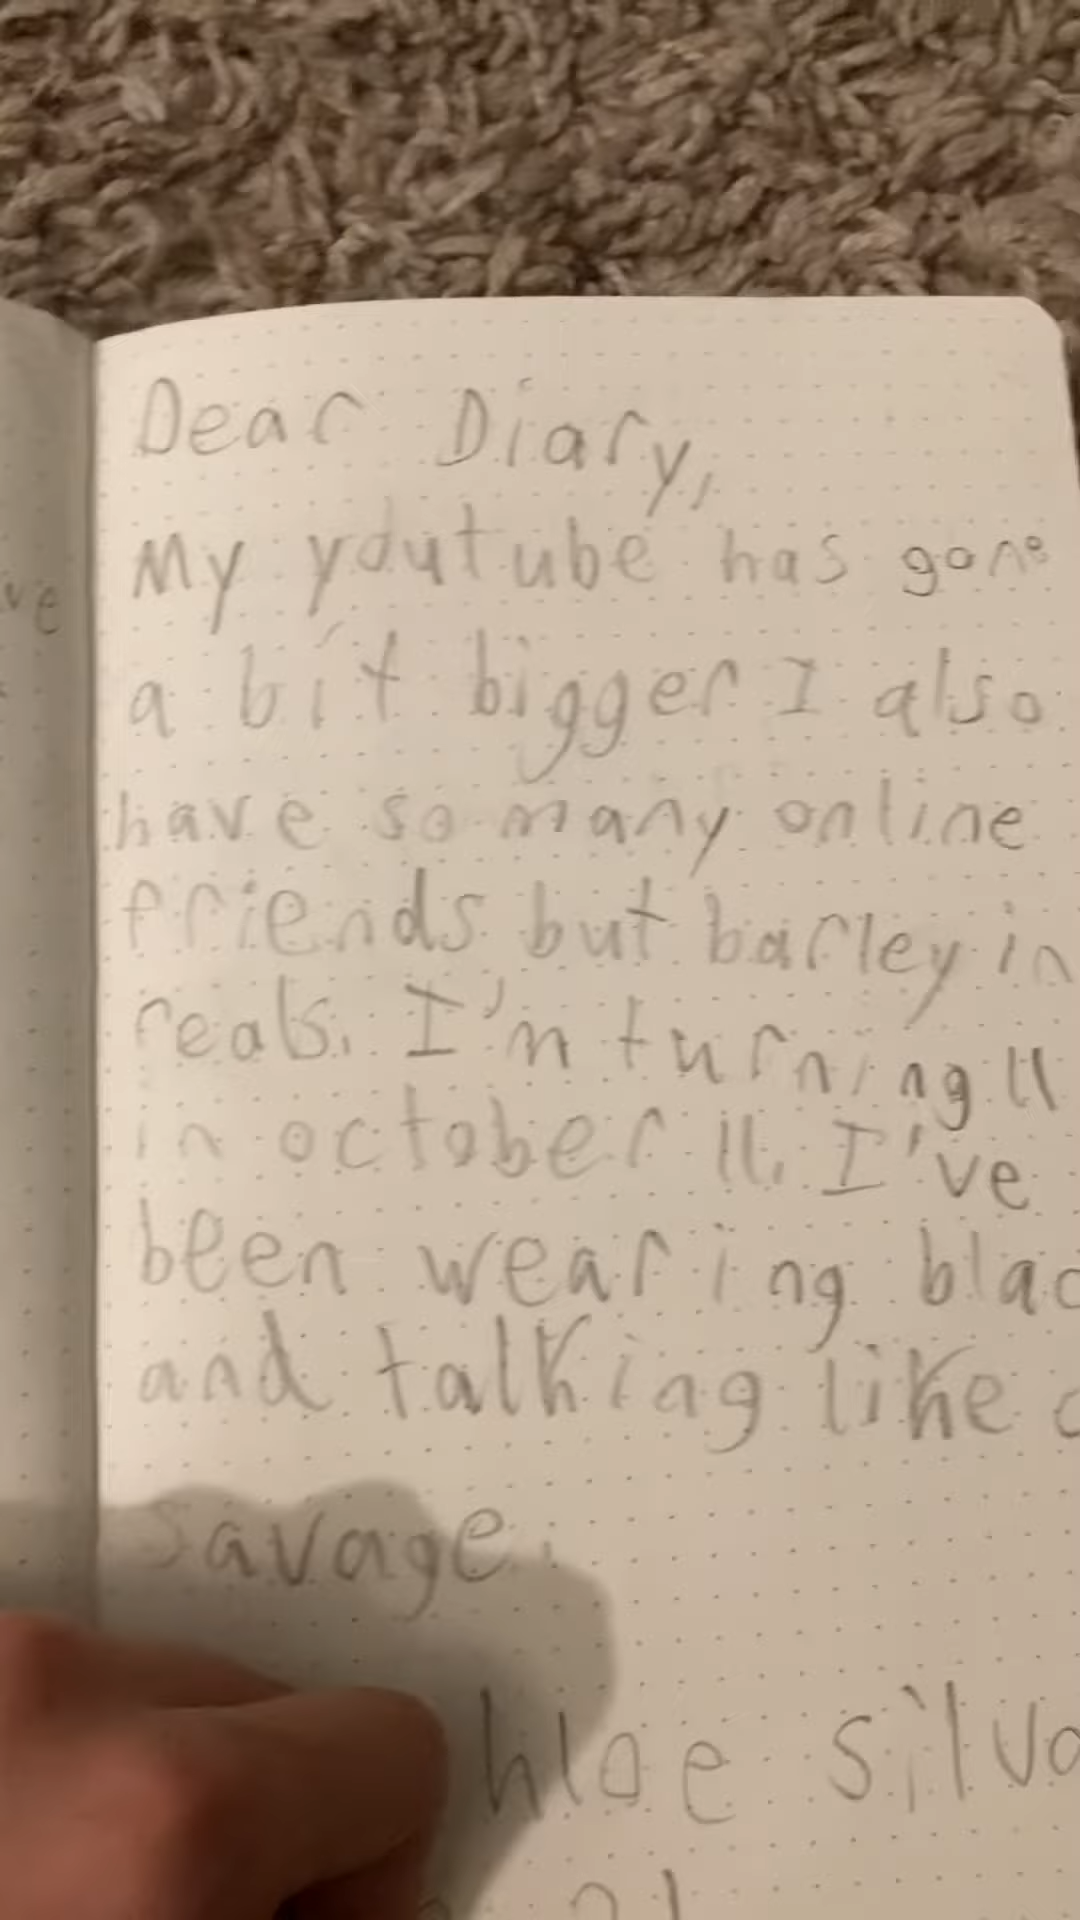 ve
Dear Diary,
My youtube has gone
a bit bigger I also
have so many online
friends but barley in
reals. I'm turning 11
in october 11. I've
been wearing blac
and talking like a
savage.
hloe silva